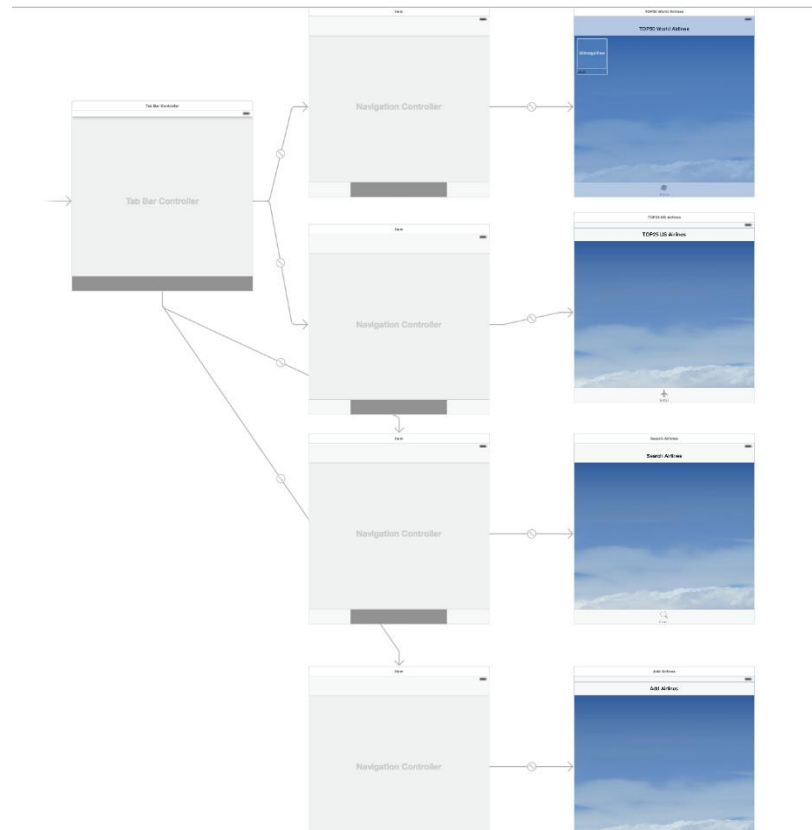 TOP50 World Airlines
TOP50 World Airlines
UIImageView
Navigation Controller
Tab Bar Controller
Tab Bar Controller
TOP25 US Airlines
TOP25 US Airlines
Navigation Controller
Search Airlines
Search Airlines
Navigation Controller
Add Airlines
Add Airlines
Navigation Controller